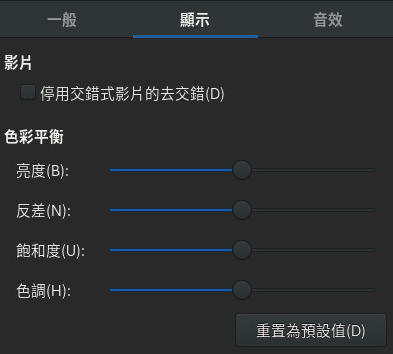 一般 顯示 音效
影片
停用交錯式影片的去交錯(D)
色彩平衡
亮度(B):
反差(N):
飽和度(U):
色調(H):
重置為預設值(D)